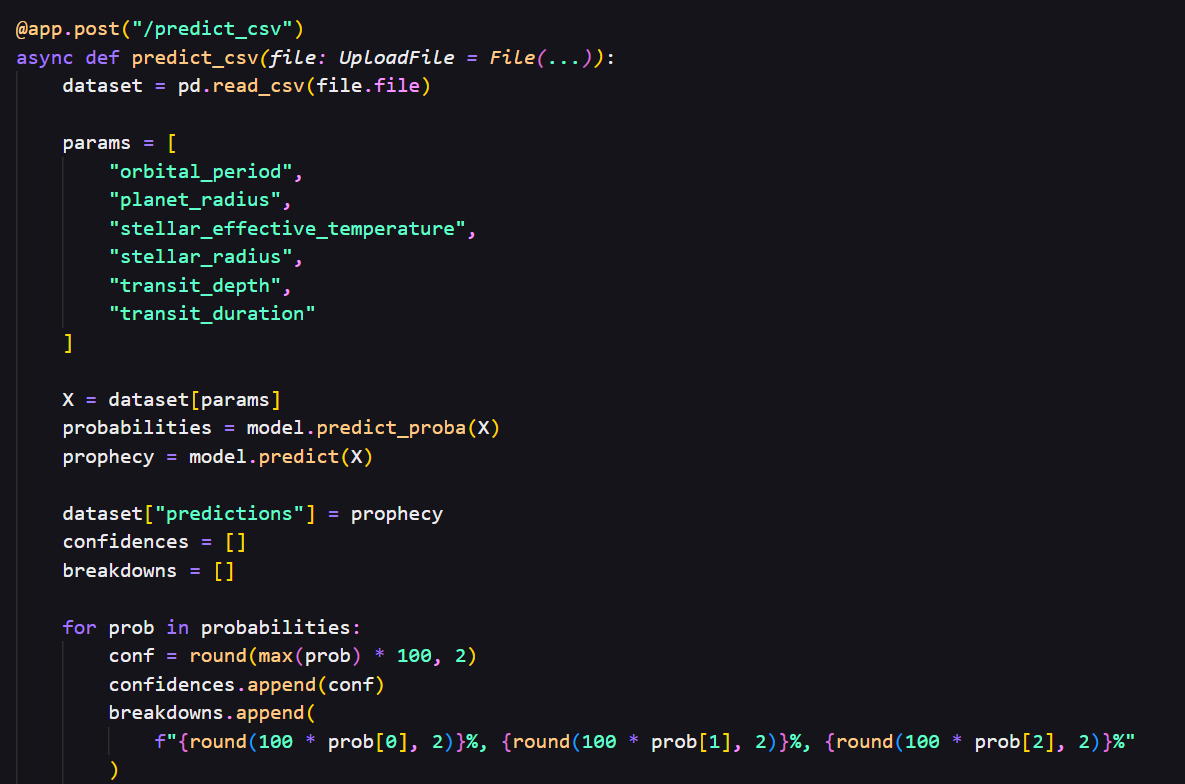 @app.post("/predict_csv")
async def predict_csv(file: UploadFile = File(...)):
    dataset = pd.read_csv(file.file)

    params = [
        "orbital_period",
        "planet_radius",
        "stellar_effective_temperature",
        "stellar_radius",
        "transit_depth",
        "transit_duration"
    ]

    X = dataset[params]
    probabilities = model.predict_proba(X)
    prophecy = model.predict(X)

    dataset["predictions"] = prophecy
    confidences = []
    breakdowns = []

    for prob in probabilities:
        conf = round(max(prob) * 100, 2)
        confidences.append(conf)
        breakdowns.append(
            f"{round(100 * prob[0], 2)}%, {round(100 * prob[1], 2)}%, {round(100 * prob[2], 2)}%"
        )